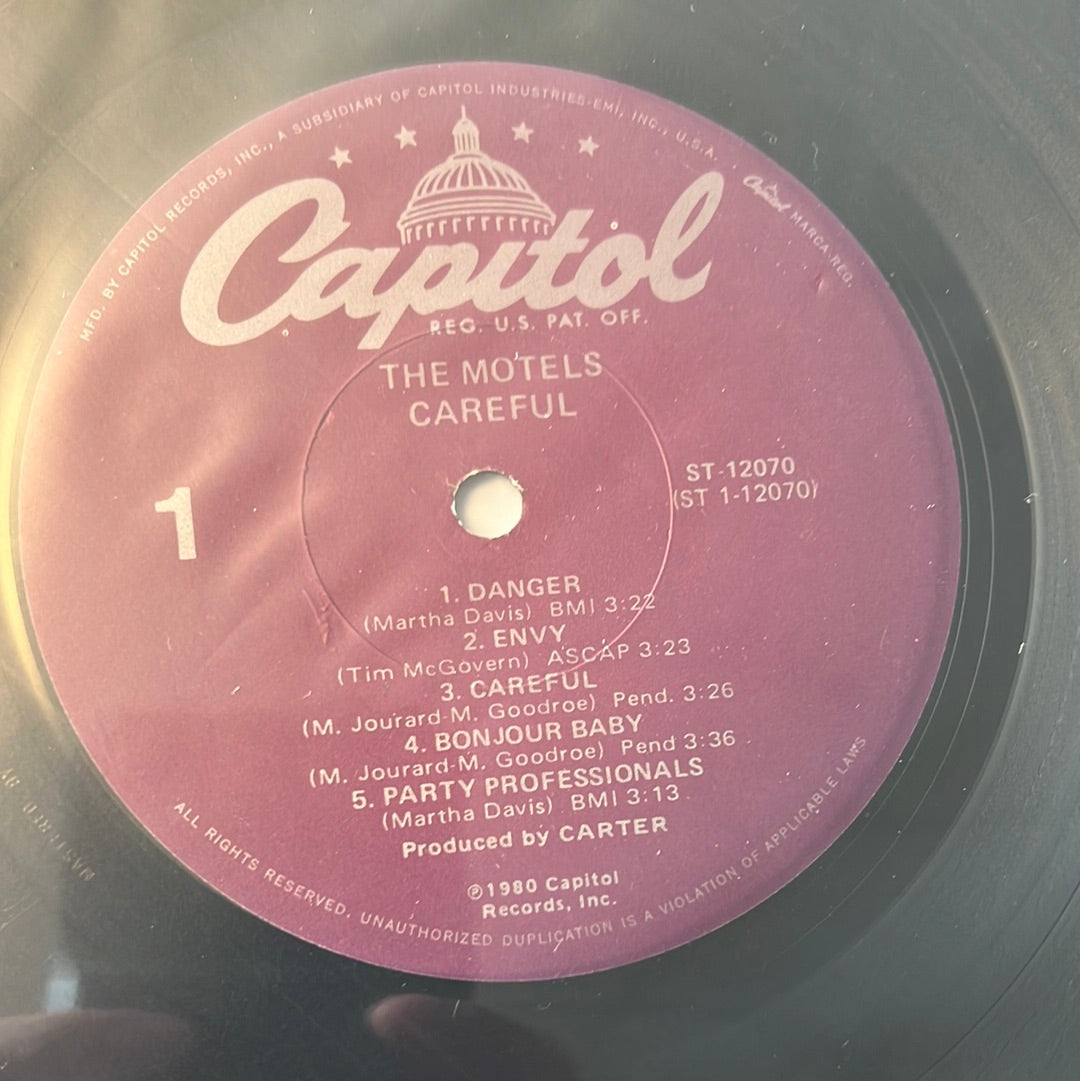 MFD. BY CAPITOL RECORDS, INC., A SUBSIDIARY OF CAPITOL INDUSTRIES-EMI, INC., U.S.A.
Capitol MARCA REG.
Capitol
REG. U.S. PAT. OFF.
THE MOTELS
CAREFUL
1
ST-12070
(ST 1-12070)
1. DANGER
(Martha Davis) BMI 3:22
2. ENVY
(Tim McGovern) ASCAP 3:23
3. CAREFUL
(M. Jourard-M. Goodroe) Pend. 3:26
4. BONJOUR BABY
(M. Jourard-M. Goodroe) Pend 3:36
5. PARTY PROFESSIONALS
(Martha Davis) BMI 3:13
Produced by CARTER
℗1980 Capitol
Records, Inc.
ALL RIGHTS RESERVED. UNAUTHORIZED DUPLICATION IS A VIOLATION OF APPLICABLE LAWS
MASTERED BY